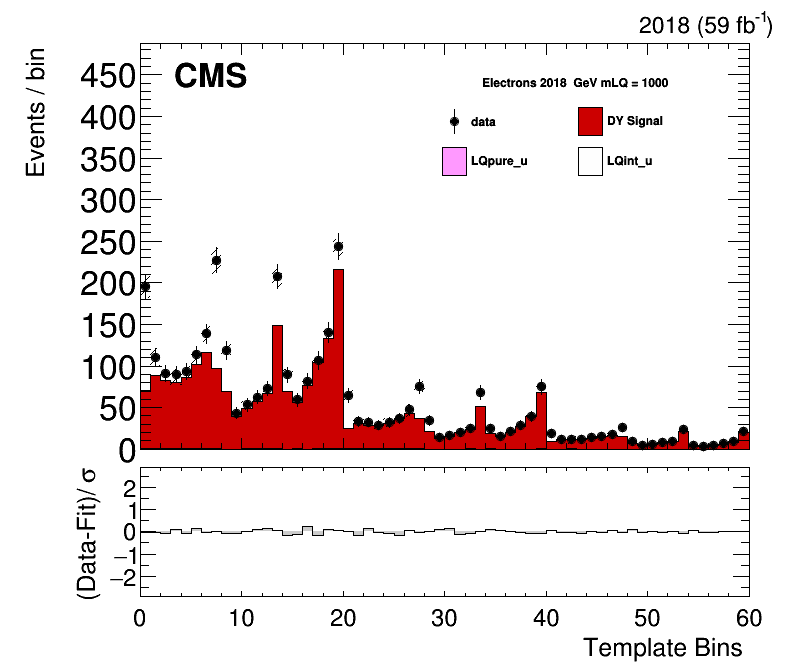 2018 (59 fb-1)
Events / bin
450
400
350
300
250
200
150
100
50
0
CMS
Electrons 2018 GeV mLQ = 1000
data
DY Signal
LQpure_u
LQint_u
(Data-Fit)/ σ
2
1
0
−1
−2
0 10 20 30 40 50 60
Template Bins